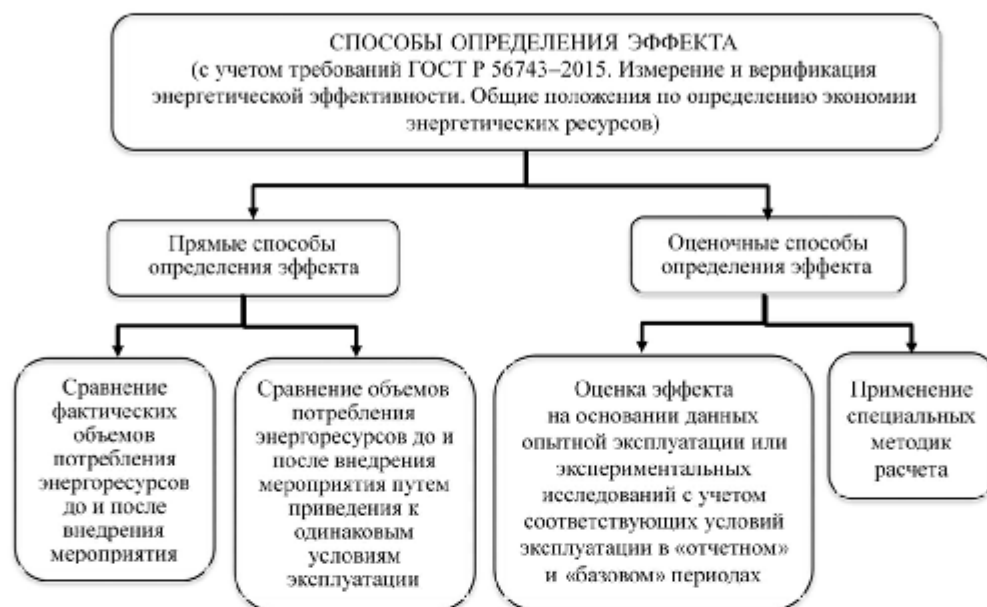 СПОСОБЫ ОПРЕДЕЛЕНИЯ ЭФФЕКТА
(с учетом требований ГОСТ Р 56743–2015. Измерение и верификация
энергетической эффективности. Общие положения по определению экономии
энергетических ресурсов)
Прямые способы
определения эффекта
Оценочные способы
определения эффекта
Сравнение
фактических
объемов
потребления
энергоресурсов
до и после
внедрения
мероприятия
Сравнение объемов
потребления
энергоресурсов до и
после внедрения
мероприятия путем
приведения к
одинаковым
условиям
эксплуатации
Оценка эффекта
на основании данных
опытной эксплуатации или
экспериментальных
исследований с учетом
соответствующих условий
эксплуатации в «отчетном»
и «базовом» периодах
Применение
специальных
методик
расчета